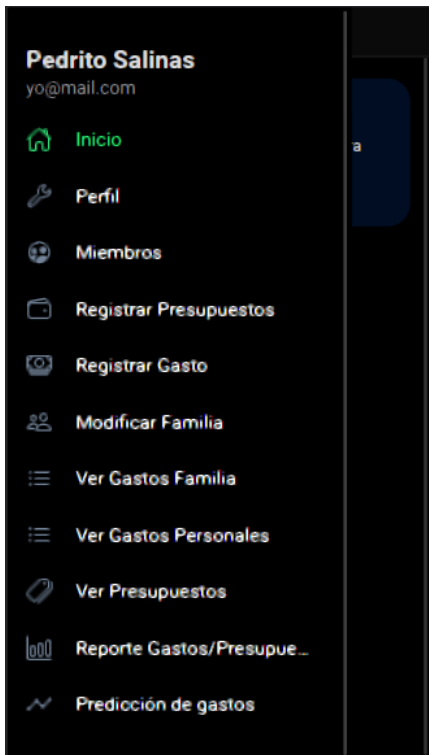 Pedrito Salinas
yo@mail.com
Inicio
Perfil
Miembros
Registrar Presupuestos
Registrar Gasto
Modificar Familia
Ver Gastos Familia
Ver Gastos Personales
Ver Presupuestos
Reporte Gastos/Presupue...
Predicción de gastos